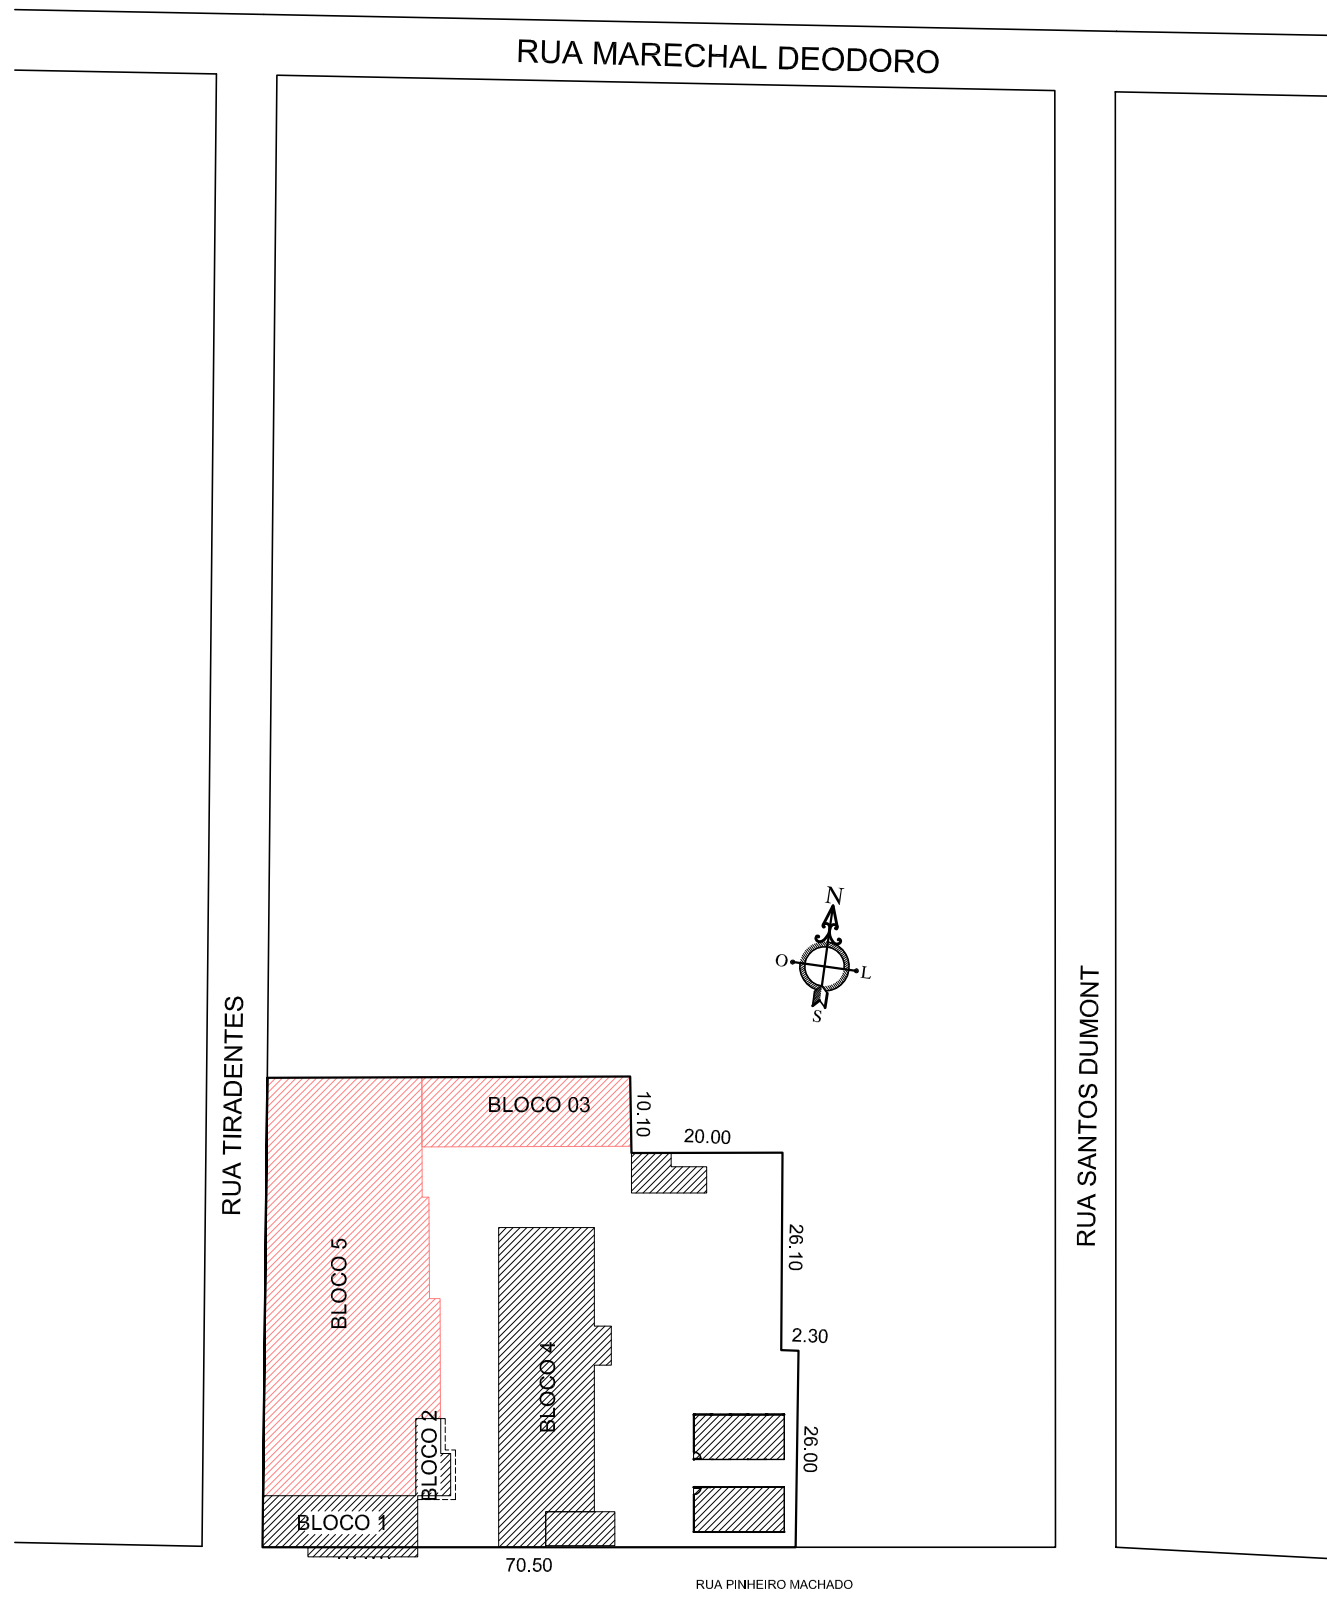 RUA MARECHAL DEODORO
N
O
L
S
RUA TIRADENTES
RUA SANTOS DUMONT
BLOCO 03
10.10
20.00
26.10
BLOCO 5
2.30
BLOCO 4
BLOCO 2
26.00
BLOCO 1
70.50
RUA PINHEIRO MACHADO